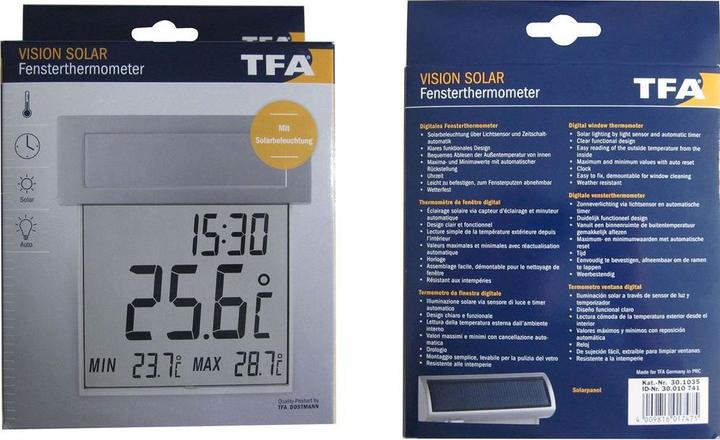 VISION SOLAR
Fensterthermometer
TFA
Mit
Solarbeleuchtung
Solar
Auto
15:30
25.6°C
MIN 23.7°C MAX 28.7°C
Quality-Product by
TFA DOSTMANN
VISION SOLAR
Fensterthermometer
TFA
Digitales Fensterthermometer
• Solarbeleuchtung über Lichtsensor und Zeitschalt-
automatik
• Klares funktionales Design
• Bequemes Ablesen der Außentemperatur von innen
• Maxima- und Minimawerte mit automatischer
Rückstellung
• Uhrzeit
• Leicht zu befestigen, zum Fensterputzen abnehmbar
• Wetterfest
Thermomètre de fenêtre digital
• Éclairage solaire via capteur d'éclairage et minuteur
automatique
• Design clair et fonctionnel
• Lecture simple de la température extérieure depuis
l'intérieur
• Valeurs maximales et minimales avec réactualisation
automatique
• Horloge
• Assemblage facile, démontable pour le nettoyage de
fenêtre
• Résistant aux intempéries
Termometro da finestra digitale
• Illuminazione solar via sensore di luce e timer
automatico
• Design chiaro e funzionale
• Lettura della temperatura esterna dall'ambiente
interno
• Valori massimi e minimi con cancellazione auto-
matica
• Orologio
• Montaggio semplice, levabile per la pulizia del vetro
• Resistente alle intemperie
Digital window thermometer
• Solar lighting by light sensor and automatic timer
• Clear functional design
• Easy reading of the outside temperature from the
inside
• Maximum and minimum values with auto reset
• Clock
• Easy to fix, demountable for window cleaning
• Weather resistant
Digitale vensterthermometer
• Zonneverlichting via lichtsensor en automatische
timer
• Duidelijk functioneel design
• Vanuit een binnenruimte de buitentemperatuur
gemakkelijk aflezen
• Maximum- en minimumwaarden met automatische
reset
• Tijd
• Eenvoudig te bevestigen, afneembaar om de ramen
te lappen
• Weerbestendig
Termometro ventana digital
• Iluminación solar a través de sensor de luz y
temporizador
• Diseño funcional claro
• Lectura cómoda de la temperatura exterior desde el
interior
• Valores máximos y mínimos con reposición
automática
• Reloj
• De sujeción fácil, extraible para limpiar ventanas
• Resistente a la intemperie
Made for TFA Germany in PRC
Solarpanel
Kat.-Nr. 30.1035
ID-Nr. 30.010 741
4 009816 017475